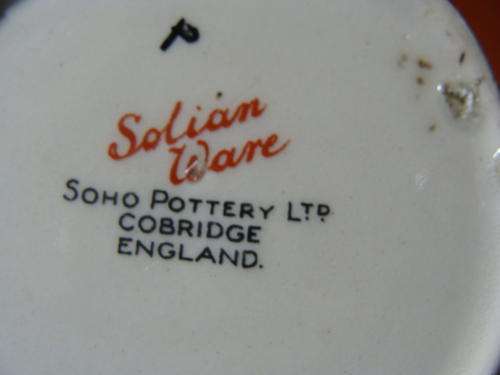 P
Solian
Ware
SOHO POTTERY LTD
COBRIDGE
ENGLAND.